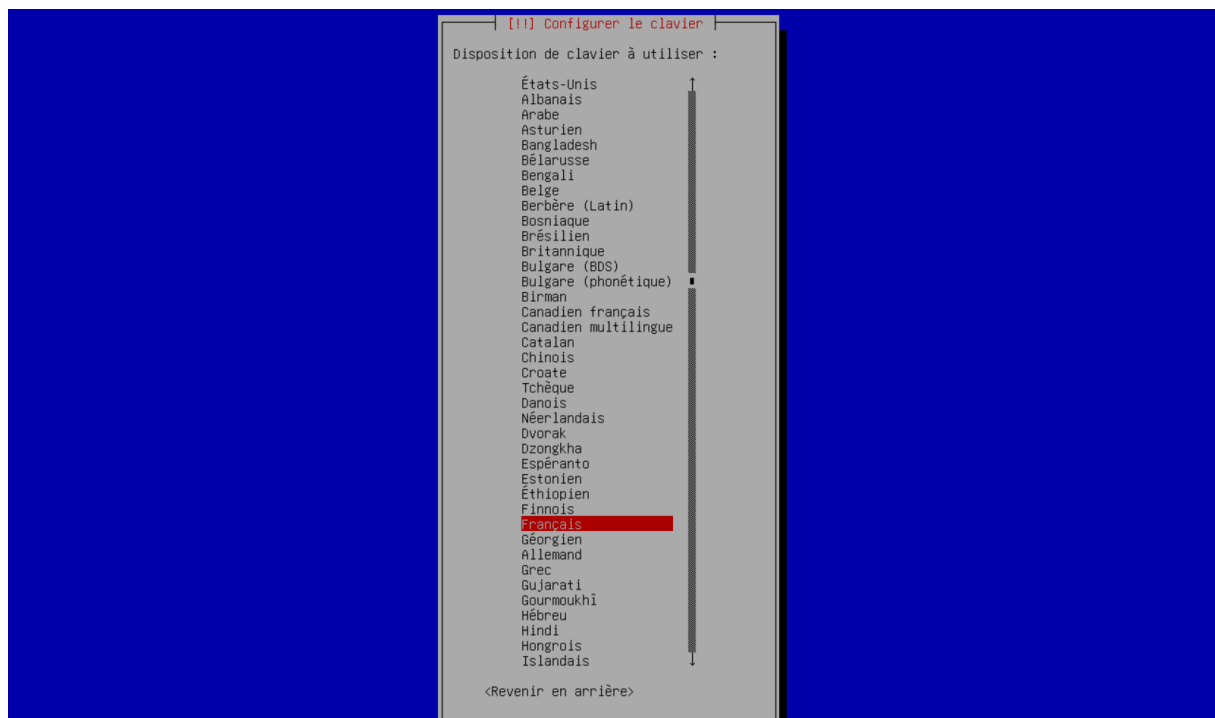 [!!] Configurer le clavier
Disposition de clavier à utiliser :
États-Unis
Albanais
Arabe
Asturien
Bangladesh
Bélarusse
Bengali
Belge
Berbère (Latin)
Bosniaque
Brésilien
Britannique
Bulgare (BDS)
Bulgare (phonétique)
Birman
Canadien français
Canadien multilingue
Catalan
Chinois
Croate
Tchèque
Danois
Néerlandais
Dvorak
Dzongkha
Espéranto
Estonien
Éthiopien
Finnois
Français
Géorgien
Allemand
Grec
Gujarati
Gourmoukhî
Hébreu
Hindi
Hongrois
Islandais
<Revenir en arrière>